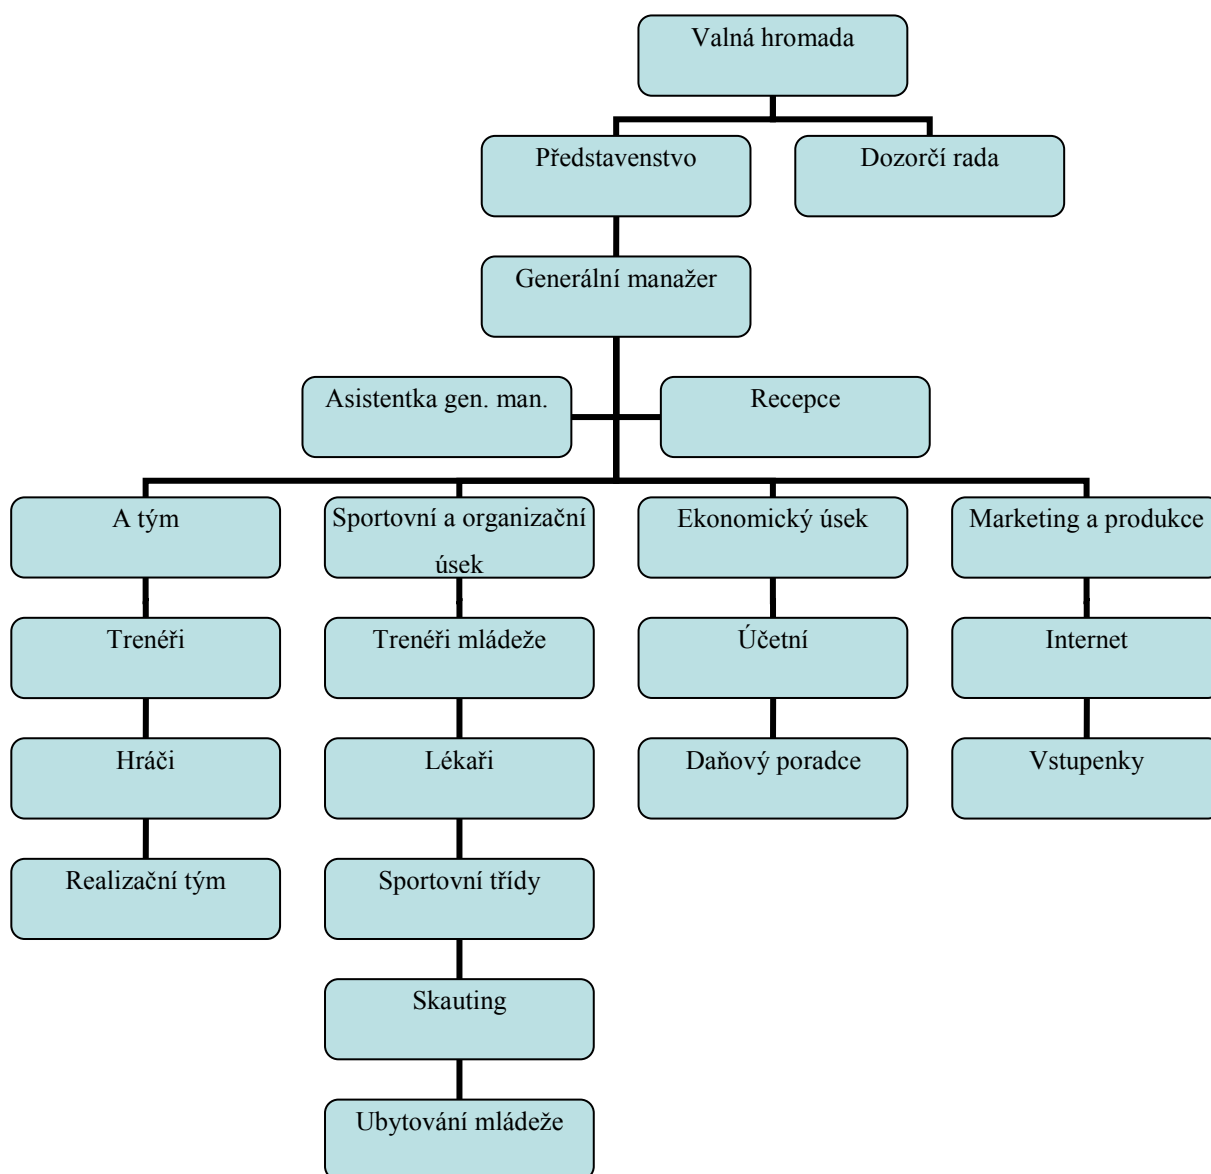 Valná hromada
Představenstvo
Dozorčí rada
Generální manažer
Asistentka gen. man.
Recepce
A tým
Sportovní a organizační
úsek
Ekonomický úsek
Marketing a produkce
Trenéři
Trenéři mládeže
Účetní
Internet
Hráči
Lékaři
Daňový poradce
Vstupenky
Realizační tým
Sportovní třídy
Skauting
Ubytování mládeže